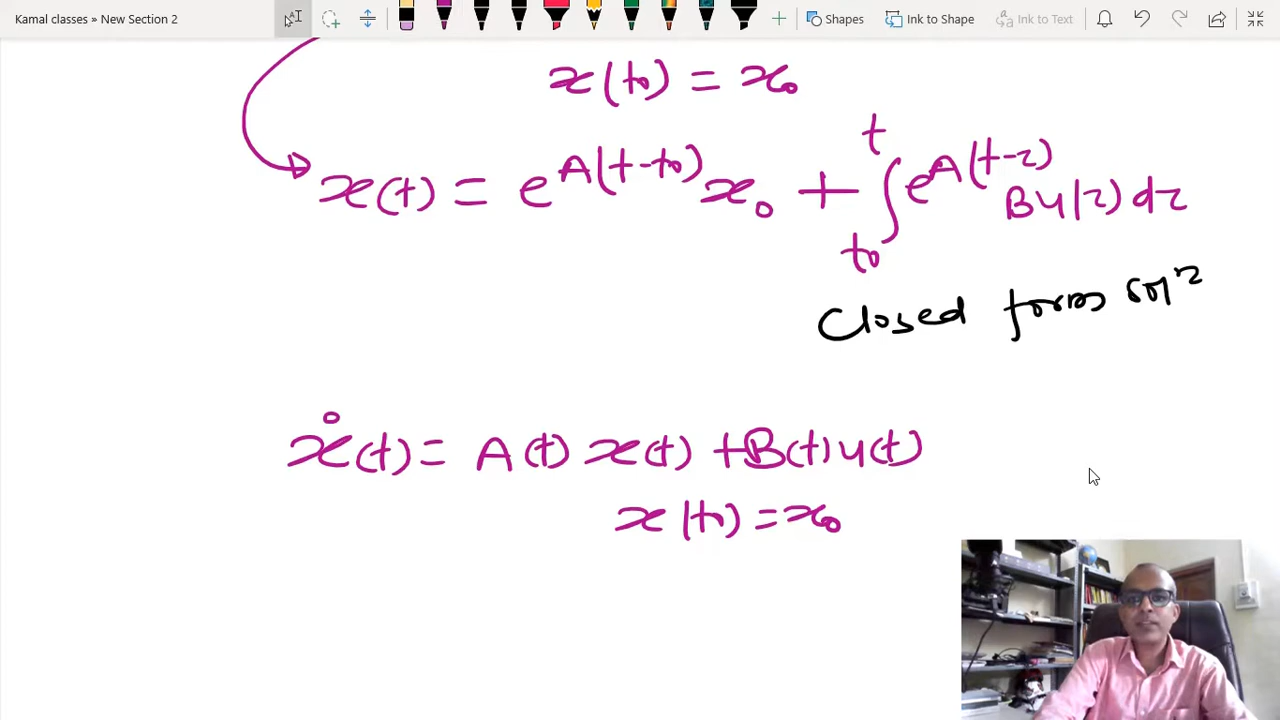 Kamal classes » New Section 2
Shapes
Ink to Shape
Ink to Text
x(t0) = x0
x(t) = e^A(t-t0) x0 + ∫_t0^t e^A(t-τ) Bu(τ) dτ
Closed form sol^n
ẋ(t) = A(t) x(t) + B(t) u(t)
x(t0) = x0